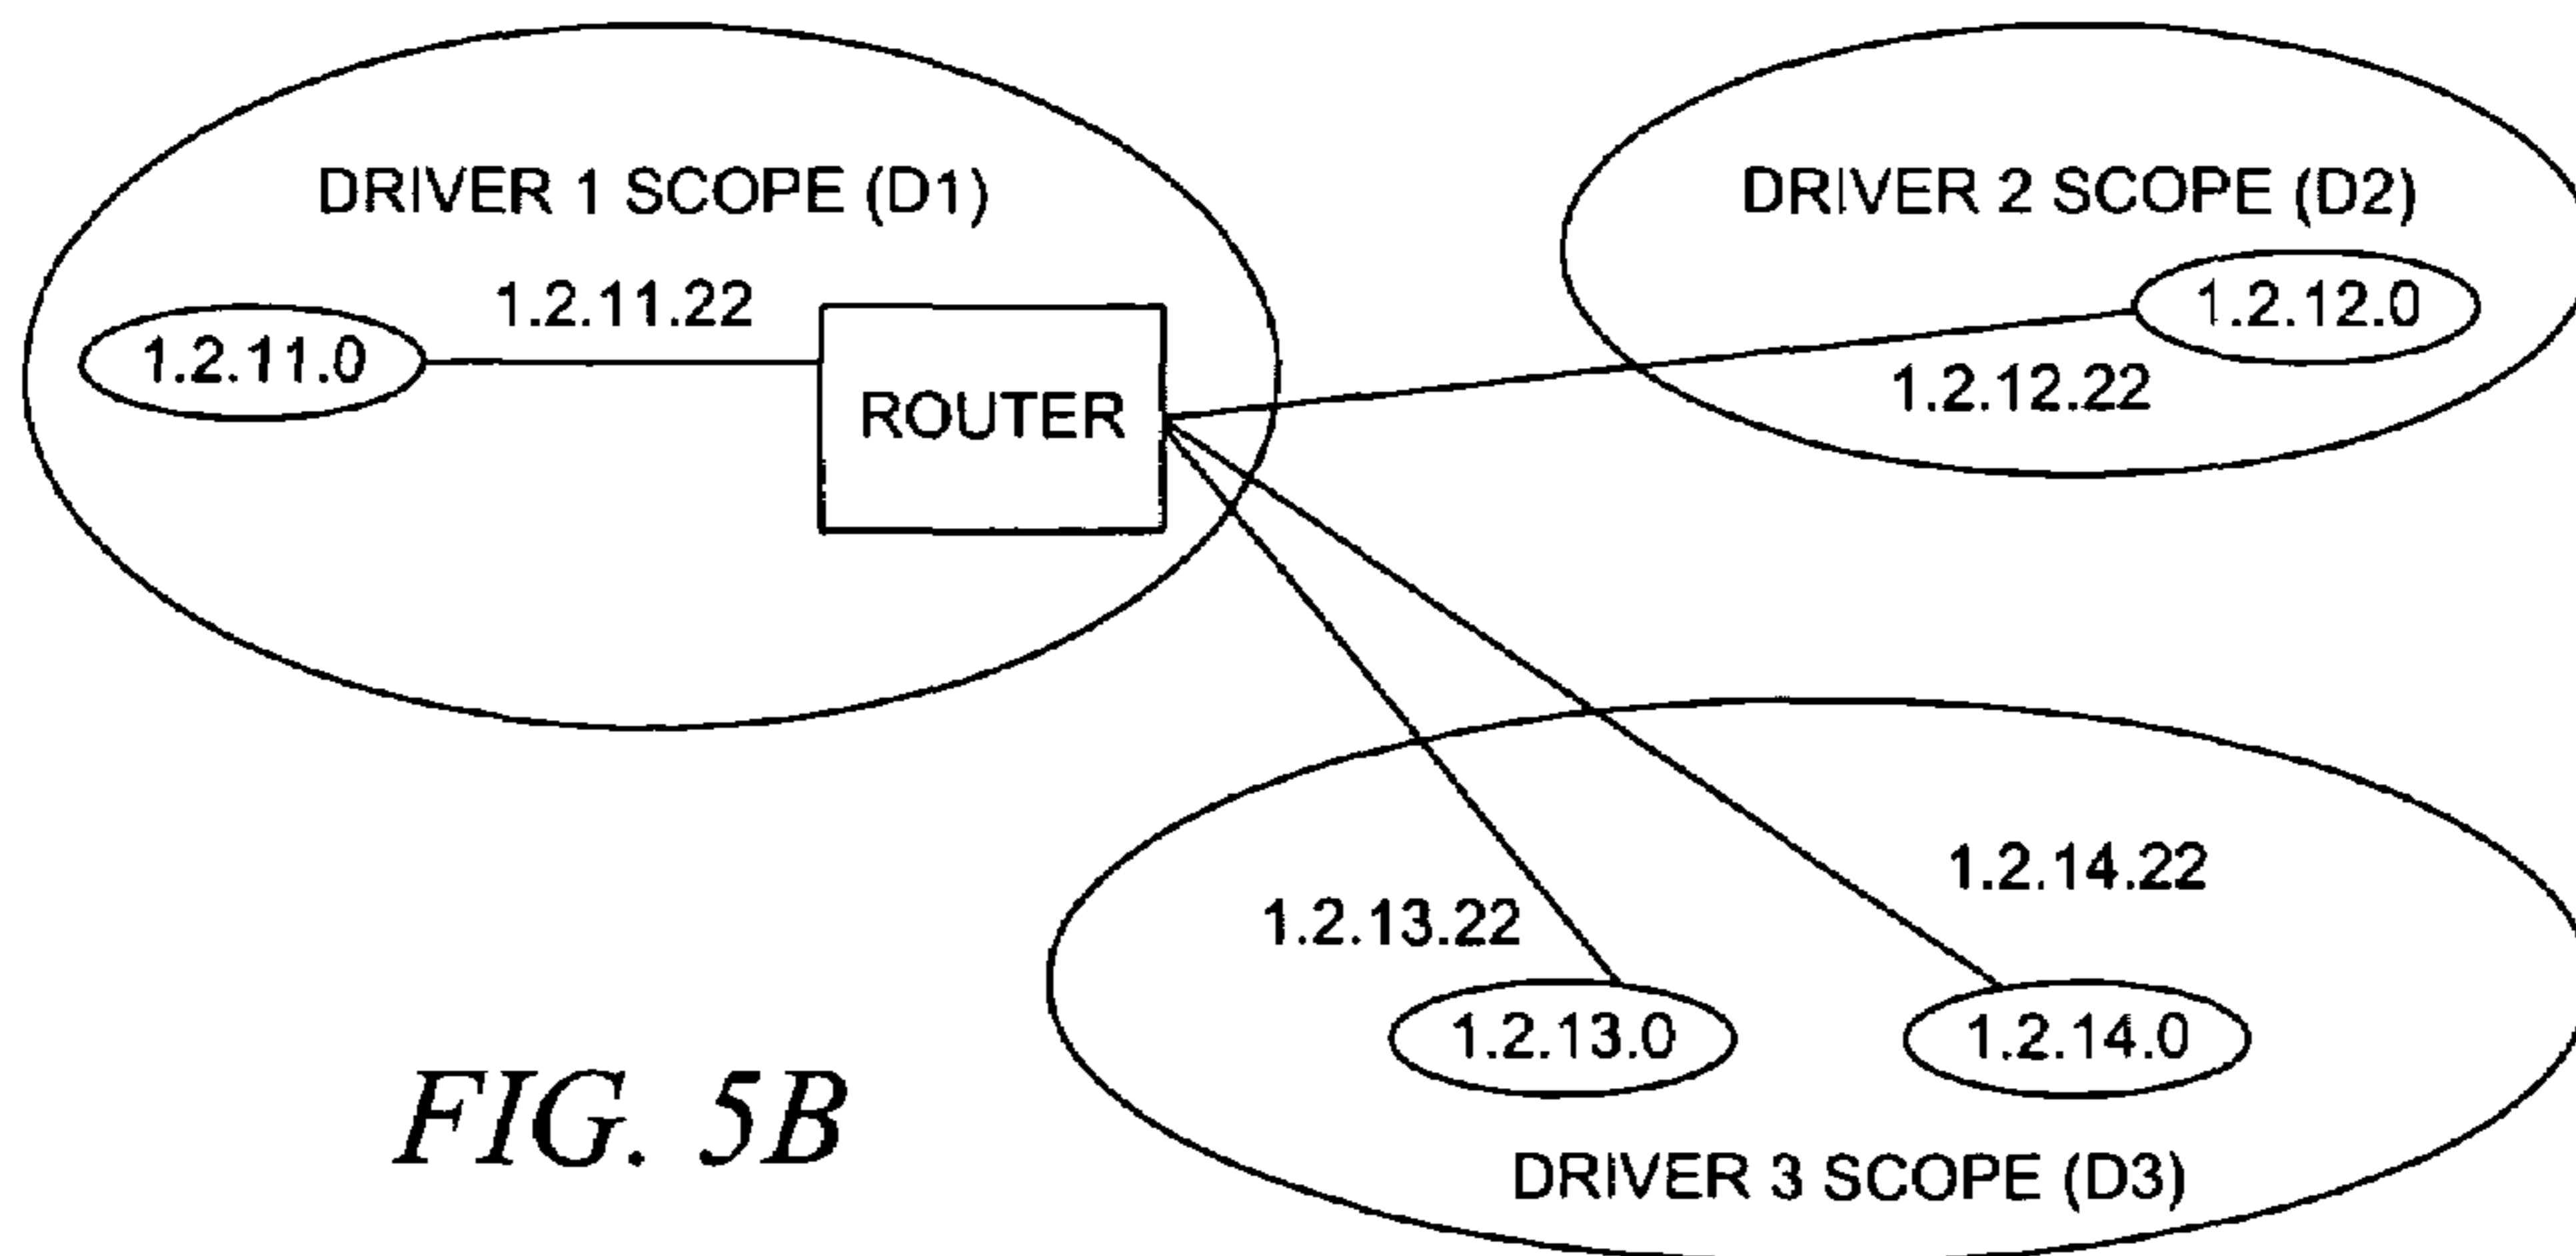 DRIVER 1 SCOPE (D1)
1.2.11.0
1.2.11.22
ROUTER
DRIVER 2 SCOPE (D2)
1.2.12.0
1.2.12.22
1.2.13.22
1.2.14.22
1.2.13.0
1.2.14.0
DRIVER 3 SCOPE (D3)
FIG. 5B